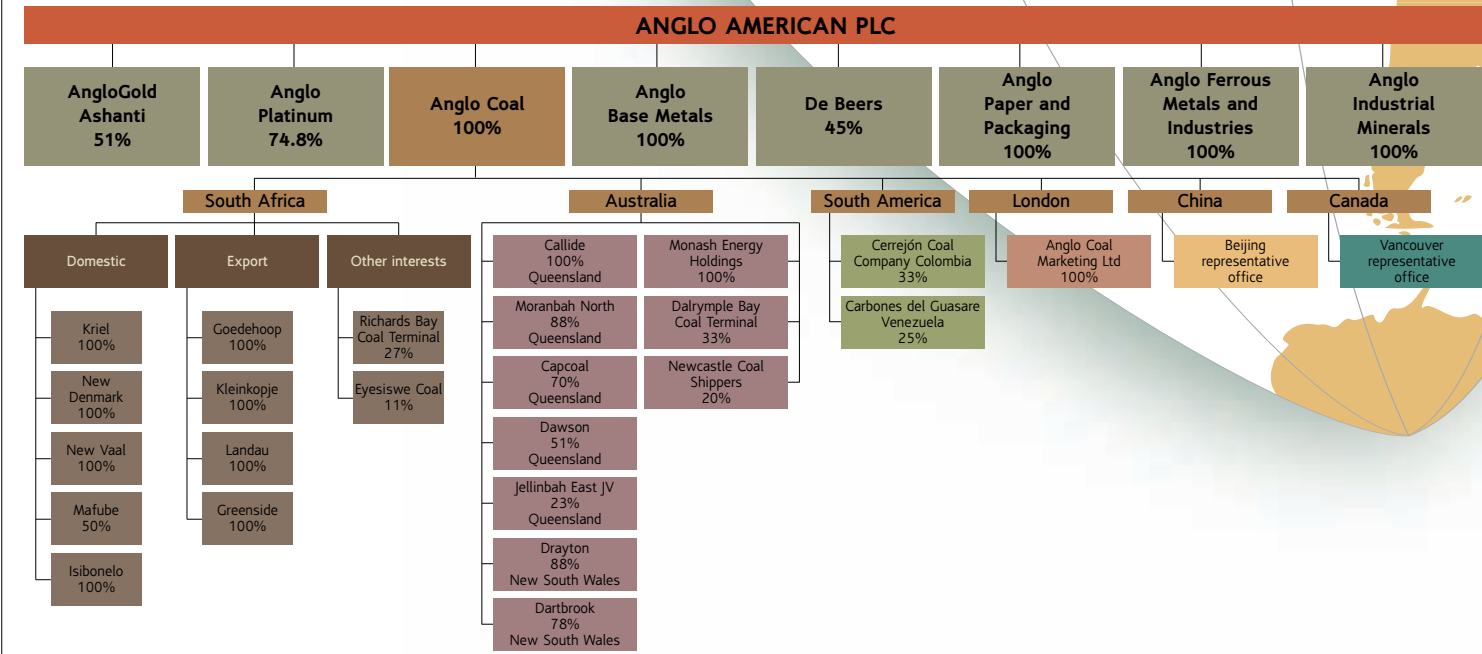 ANGLO AMERICAN PLC
AngloGold
Ashanti
51%
Anglo
Platinum
74.8%
Anglo Coal
100%
Anglo
Base Metals
100%
De Beers
45%
Anglo
Paper and
Packaging
100%
Anglo Ferrous
Metals and
Industries
100%
Anglo
Industrial
Minerals
100%
South Africa
Domestic
Kriel
100%
New
Denmark
100%
New Vaal
100%
Mafube
50%
Isibonelo
100%
Export
Goedehoop
100%
Kleinkopje
100%
Landau
100%
Greenside
100%
Other interests
Richards Bay
Coal Terminal
27%
Eyesiswe Coal
11%
Australia
Callide
100%
Queensland
Moranbah North
88%
Queensland
Capcoal
70%
Queensland
Dawson
51%
Queensland
Jellinbah East JV
23%
Queensland
Drayton
88%
New South Wales
Dartbrook
78%
New South Wales
Monash Energy
Holdings
100%
Dalrymple Bay
Coal Terminal
33%
Newcastle Coal
Shippers
20%
South America
Cerrejón Coal
Company Colombia
33%
Carbones del Guasare
Venezuela
25%
London
Anglo Coal
Marketing Ltd
100%
China
Beijing
representative
office
Canada
Vancouver
representative
office